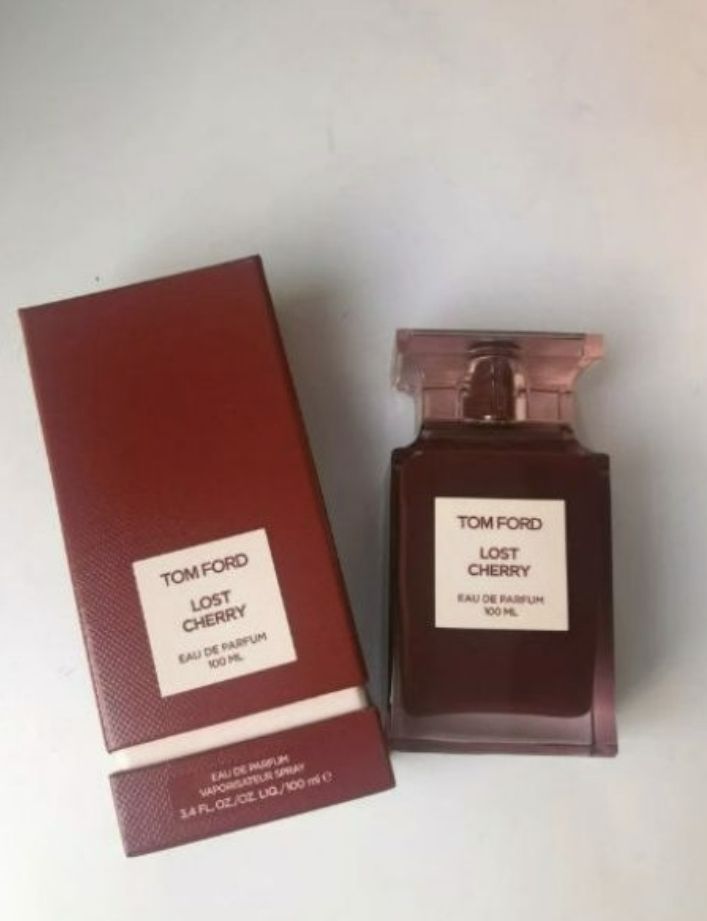 TOM FORD
LOST
CHERRY
EAU DE PARFUM
100 ML
EAU DE PARFUM
VAPORISATEUR SPRAY
3.4 FL. OZ./OZ. LIQ./100 ml ℮
TOM FORD
LOST
CHERRY
EAU DE PARFUM
100 ML